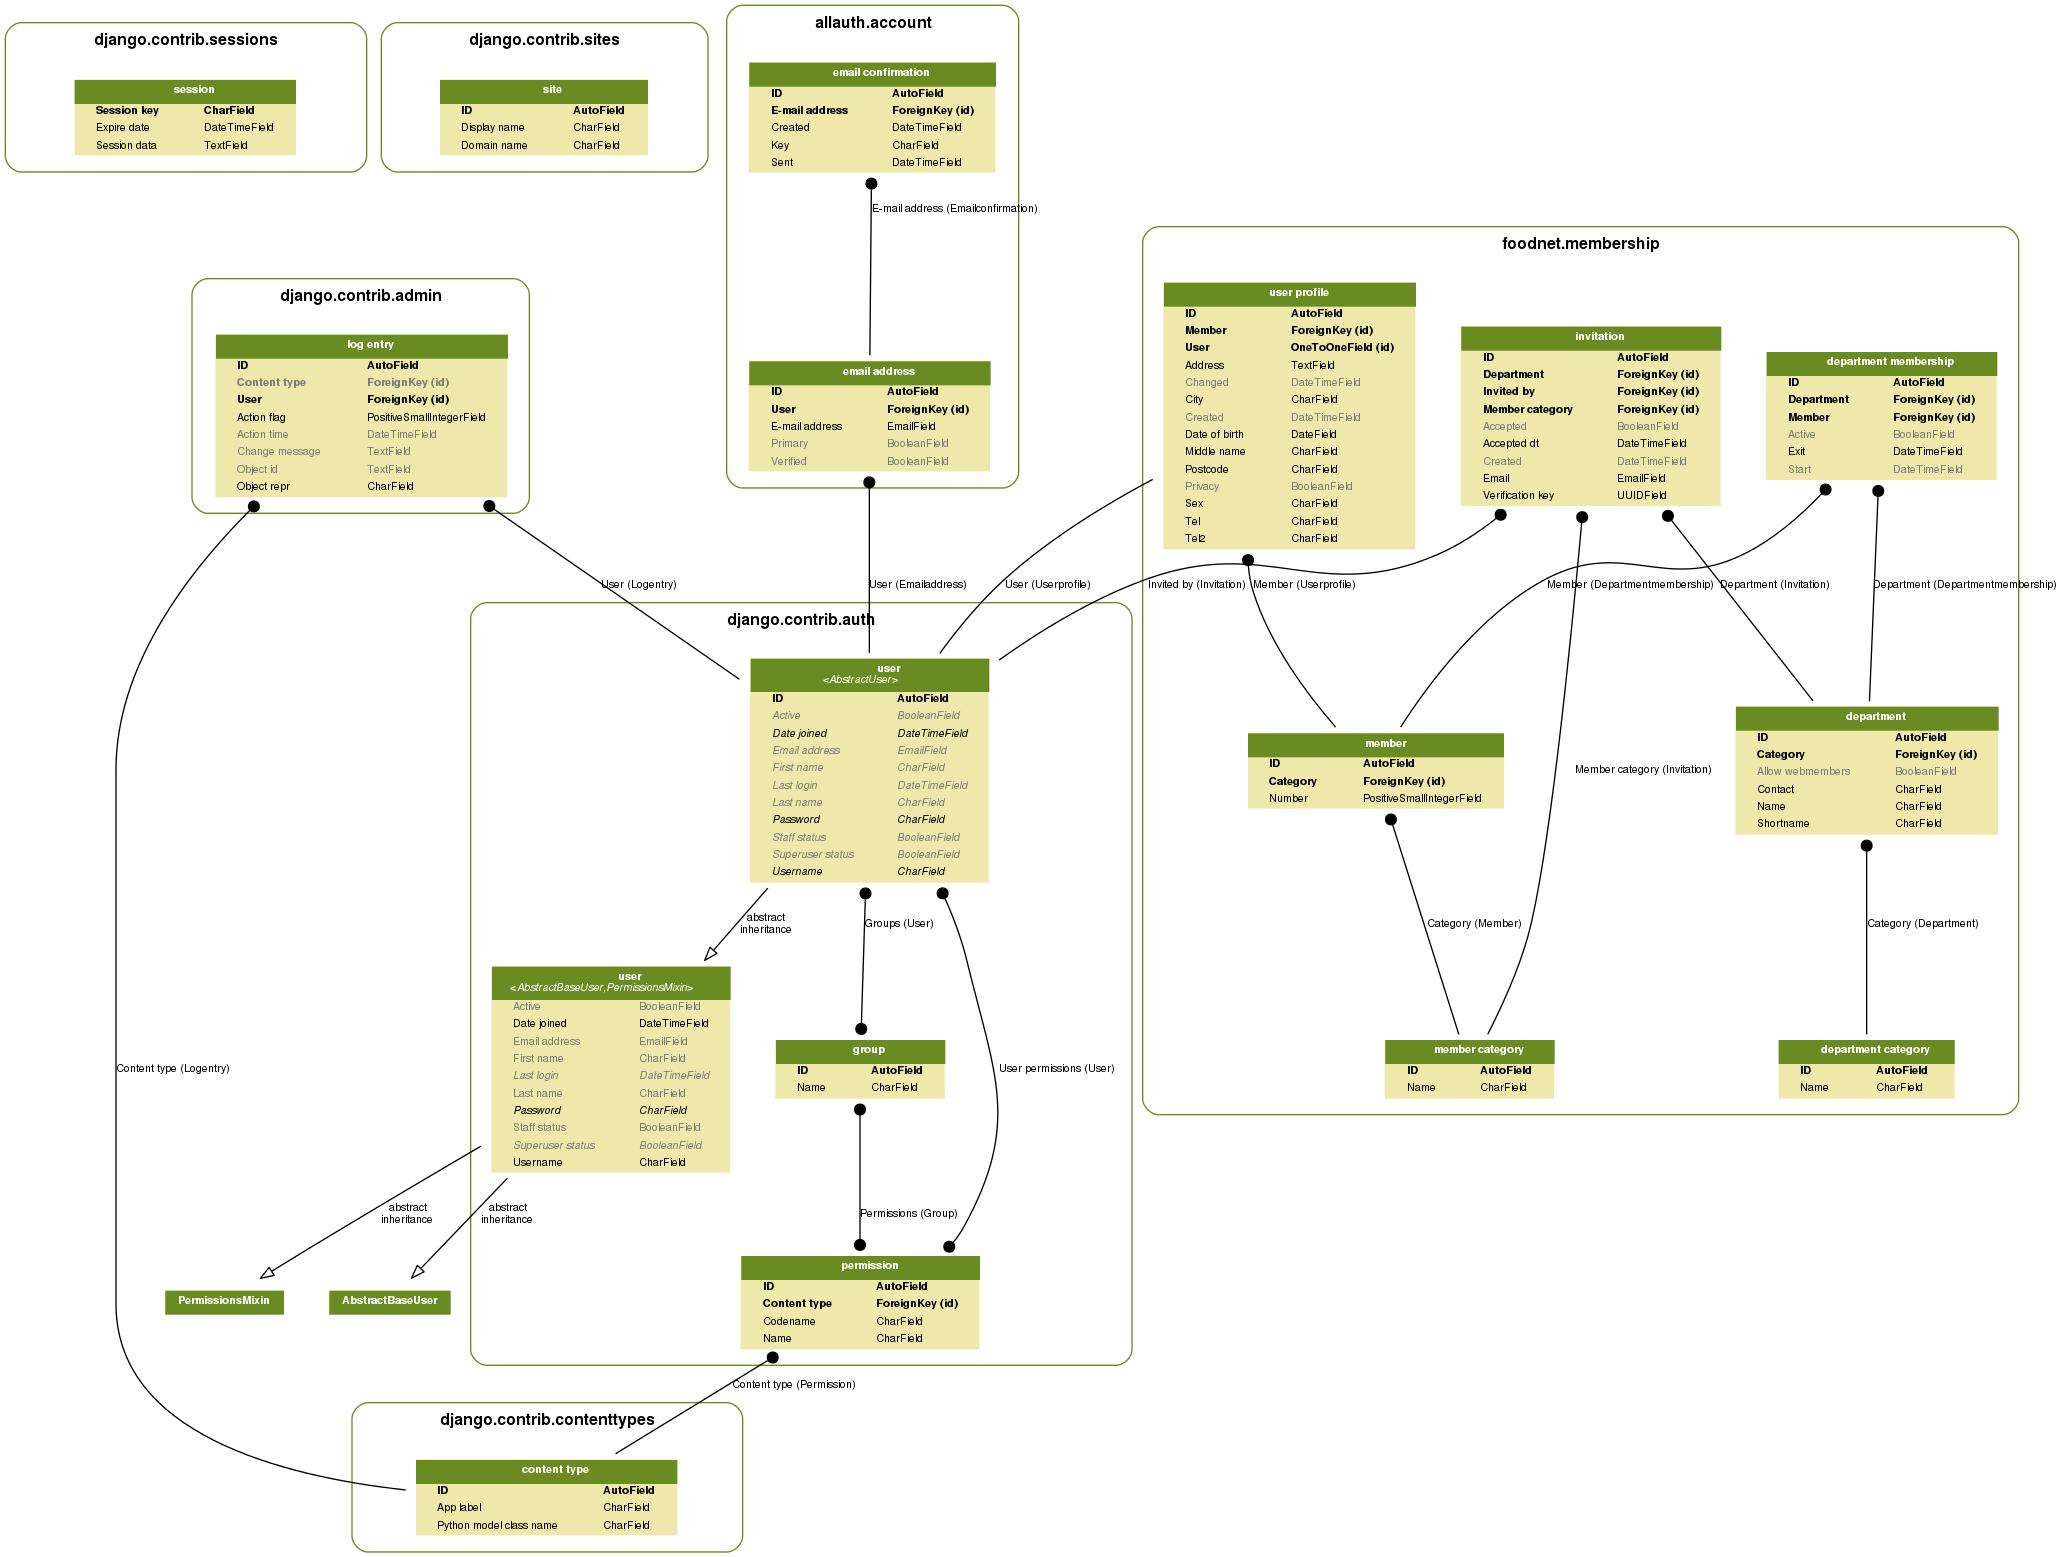 django.contrib.sessions
session
Session key CharField
Expire date DateTimeField
Session data TextField
django.contrib.sites
site
ID AutoField
Display name CharField
Domain name CharField
allauth.account
email confirmation
ID AutoField
E-mail address ForeignKey (id)
Created DateTimeField
Key CharField
Sent DateTimeField
E-mail address (Emailconfirmation)
email address
ID AutoField
User ForeignKey (id)
E-mail address EmailField
Primary BooleanField
Verified BooleanField
django.contrib.admin
log entry
ID AutoField
Content type ForeignKey (id)
User ForeignKey (id)
Action flag PositiveSmallIntegerField
Action time DateTimeField
Change message TextField
Object id TextField
Object repr CharField
foodnet.membership
user profile
ID AutoField
Member ForeignKey (id)
User OneToOneField (id)
Address TextField
Changed DateTimeField
City CharField
Created DateTimeField
Date of birth DateField
Middle name CharField
Postcode CharField
Privacy BooleanField
Sex CharField
Tel CharField
Tel2 CharField
invitation
ID AutoField
Department ForeignKey (id)
Invited by ForeignKey (id)
Member category ForeignKey (id)
Accepted BooleanField
Accepted dt DateTimeField
Created DateTimeField
Email EmailField
Verification key UUIDField
department membership
ID AutoField
Department ForeignKey (id)
Member ForeignKey (id)
Active BooleanField
Exit DateTimeField
Start DateTimeField
User (Logentry)
User (Emailaddress)
User (Userprofile)
Invited by (Invitation)
Member (Userprofile)
Member (Departmentmembership)
Department (Invitation)
Department (Departmentmembership)
django.contrib.auth
user
<AbstractUser>
ID AutoField
Active BooleanField
Date joined DateTimeField
Email address EmailField
First name CharField
Last login DateTimeField
Last name CharField
Password CharField
Staff status BooleanField
Superuser status BooleanField
Username CharField
member
ID AutoField
Category ForeignKey (id)
Number PositiveSmallIntegerField
Member category (Invitation)
department
ID AutoField
Category ForeignKey (id)
Allow webmembers BooleanField
Contact CharField
Name CharField
Shortname CharField
abstract
inheritance
Groups (User)
Category (Member)
Category (Department)
user
<AbstractBaseUser,PermissionsMixin>
Active BooleanField
Date joined DateTimeField
Email address EmailField
First name CharField
Last login DateTimeField
Last name CharField
Password CharField
Staff status BooleanField
Superuser status BooleanField
Username CharField
group
ID AutoField
Name CharField
User permissions (User)
member category
ID AutoField
Name CharField
department category
ID AutoField
Name CharField
Content type (Logentry)
abstract
inheritance
abstract
inheritance
Permissions (Group)
PermissionsMixin
AbstractBaseUser
permission
ID AutoField
Content type ForeignKey (id)
Codename CharField
Name CharField
Content type (Permission)
django.contrib.contenttypes
content type
ID AutoField
App label CharField
Python model class name CharField